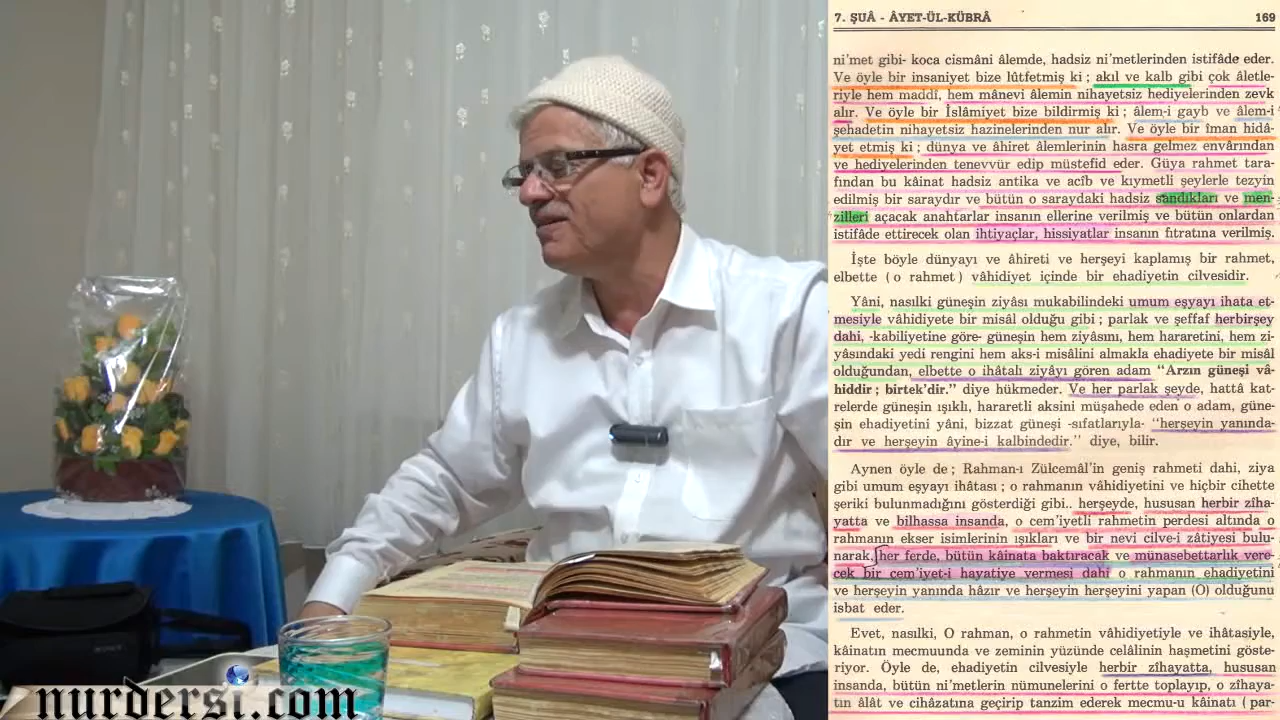 7. ŞUÂ - ÂYET-ÜL-KÜBRÂ 169
ni'met gibi- koca cismâni âlemde, hadsiz ni'metlerinden istifâde eder.
Ve öyle bir insaniyet bize lûtfetmiş ki ; akıl ve kalb gibi çok âletle-
riyle hem maddî, hem mânevi âlemin nihayetsiz hediyelerinden zevk
alır. Ve öyle bir İslâmiyet bize bildirmiş ki ; âlem-i gayb ve âlem-i
şehadetin nihayetsiz hazinelerinden nur alır. Ve öyle bir îman hidâ-
yet etmiş ki ; dünya ve âhiret âlemlerinin hasra gelmez envârından
ve hediyelerinden tenevvür edip müstefid eder. Güya rahmet tara-
fından bu kâinat hadsiz antika ve acîb ve kıymetli şeylerle tezyin
edilmiş bir saraydır ve bütün o saraydaki hadsiz sandıkları ve men-
zilleri açacak anahtarlar insanın ellerine verilmiş ve bütün onlardan
istifâde ettirecek olan ihtiyaçlar, hissiyatlar insanın fıtratına verilmiş.
İşte böyle dünyayı ve âhireti ve herşeyi kaplamış bir rahmet,
elbette ( o rahmet ) vâhidiyet içinde bir ehadiyetin cilvesidir.
Yâni, nasılki güneşin ziyâsı mukabilindeki umum eşyayı ihata et-
mesiyle vâhidiyete bir misâl olduğu gibi ; parlak ve şeffaf herbirşey
dahi, -kabiliyetine göre- güneşin hem ziyâsını, hem hararetini, hem zi-
yâsındaki yedi rengini hem aks-i misâlini almakla ehadiyete bir misâl
olduğundan, elbette o ihâtalı ziyâyı gören adam "Arzın güneşi vâ-
hiddir ; birtek'dir." diye hükmeder. Ve her parlak şeyde, hattâ kat-
relerde güneşin ışıklı, hararetli aksini müşahede eden o adam, güne-
şin ehadiyetini yâni, bizzat güneşi -sıfatlarıyla- "herşeyin yanında-
dır ve herşeyin âyine-i kalbindedir." diye, bilir.
Aynen öyle de ; Rahman-ı Zülcemâl'in geniş rahmeti dahi, ziya
gibi umum eşyayı ihâtası ; o rahmanın vâhidiyetini ve hiçbir cihette
şeriki bulunmadığını gösterdiği gibi.. herşeyde, hususan herbir zîha-
yatta ve bilhassa insanda, o cem'iyetli rahmetin perdesi altında o
rahmanın ekser isimlerinin ışıkları ve bir nevi cilve-i zâtiyesi bulu-
narak, her ferde, bütün kâinata baktıracak ve münasebettarlık vere-
cek bir cem'iyet-i hayatiye vermesi dahi o rahmanın ehadiyetini
ve herşeyin yanında hâzır ve herşeyin herşeyini yapan (O) olduğunu
isbat eder.
Evet, nasılki, O rahman, o rahmetin vâhidiyetiyle ve ihâtasiyle,
kâinatın mecmuunda ve zeminin yüzünde celâlinin haşmetini göste-
riyor. Öyle de, ehadiyetin cilvesiyle herbir zîhayatta, hususan
insanda, bütün ni'metlerin nümunelerini o fertte toplayıp, o zîhaya-
tın âlât ve cihâzatına geçirip tanzim ederek mecmu-u kâinatı ( par-
nurdersi.com